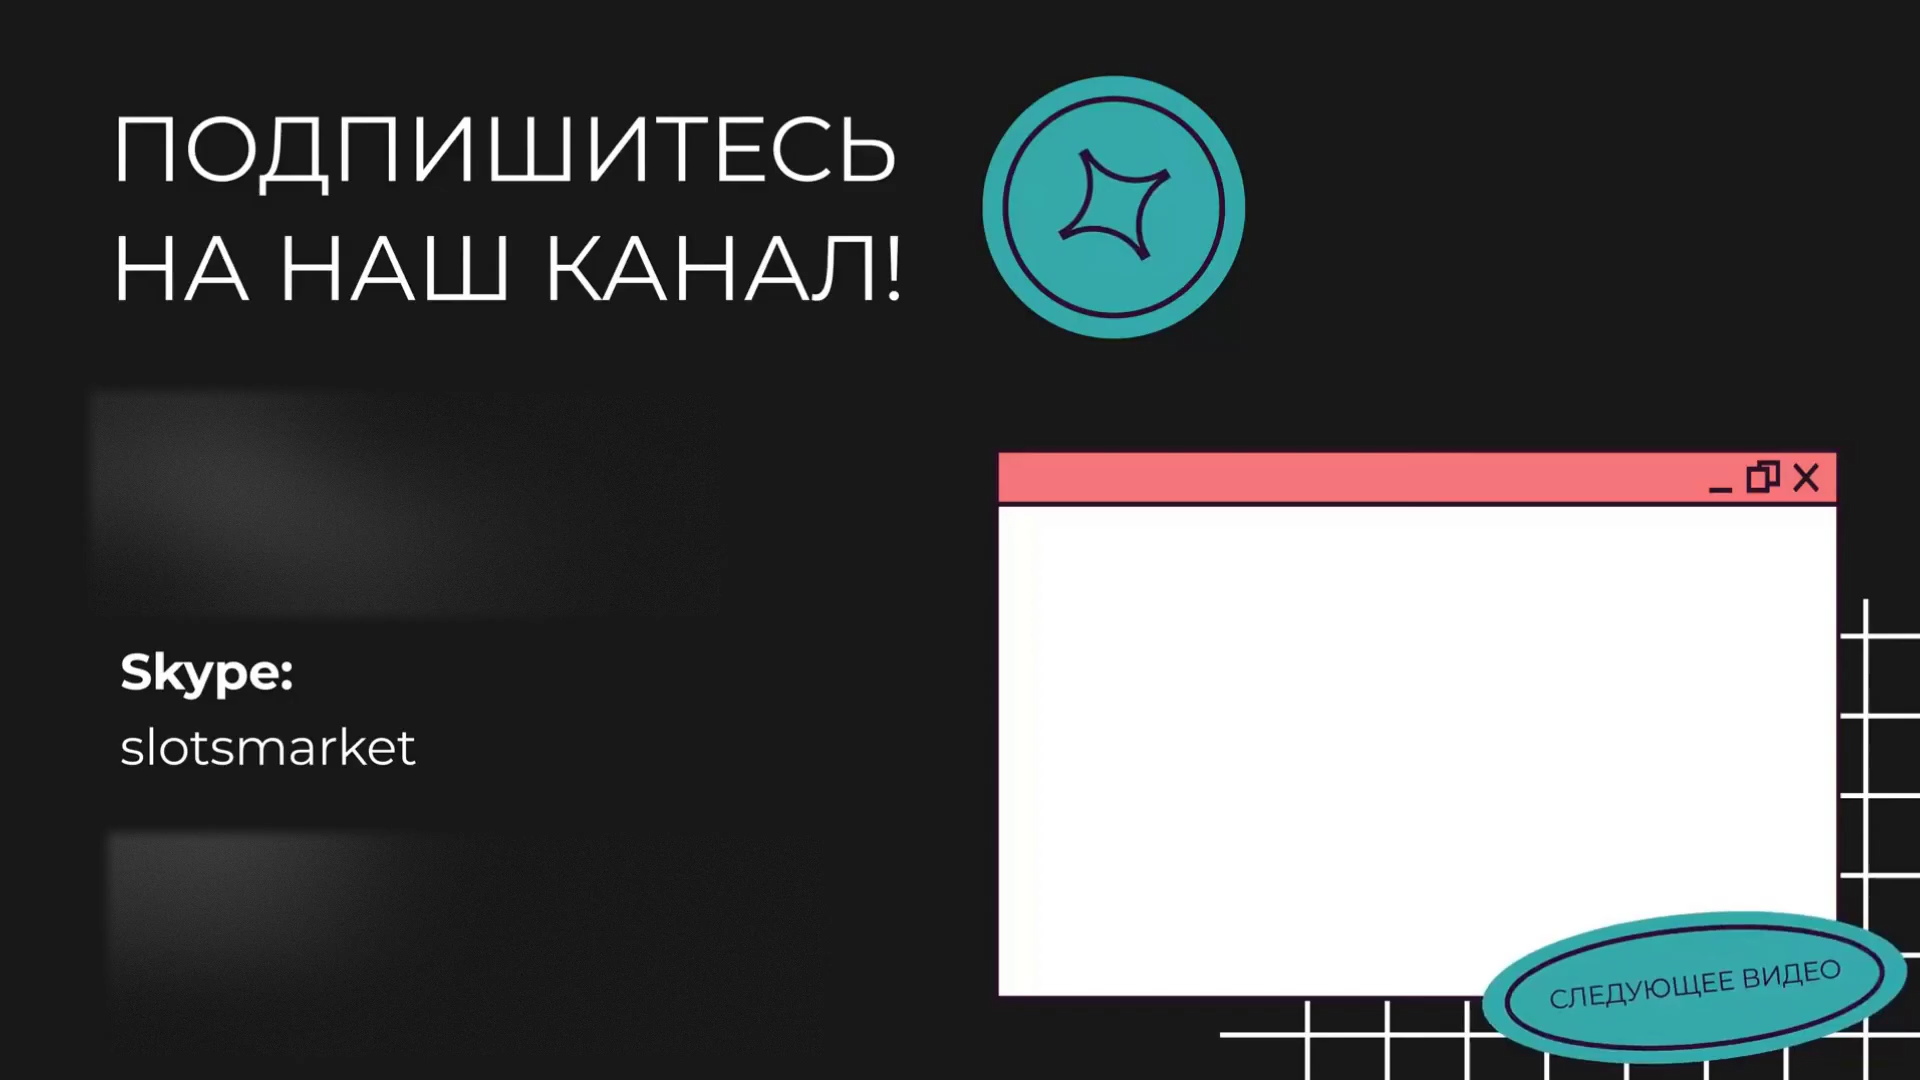 ПОДПИШИТЕСЬ
НА НАШ КАНАЛ!
Skype:
slotsmarket
СЛЕДУЮЩЕЕ ВИДЕО